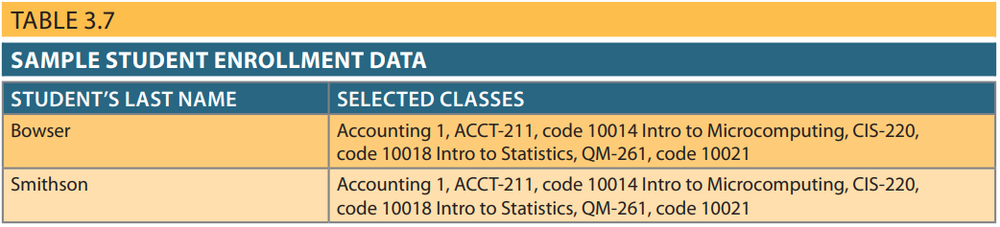 TABLE 3.7
SAMPLE STUDENT ENROLLMENT DATA
STUDENT’S LAST NAME SELECTED CLASSES
Bowser Accounting 1, ACCT-211, code 10014 Intro to Microcomputing, CIS-220,
code 10018 Intro to Statistics, QM-261, code 10021
Smithson Accounting 1, ACCT-211, code 10014 Intro to Microcomputing, CIS-220,
code 10018 Intro to Statistics, QM-261, code 10021